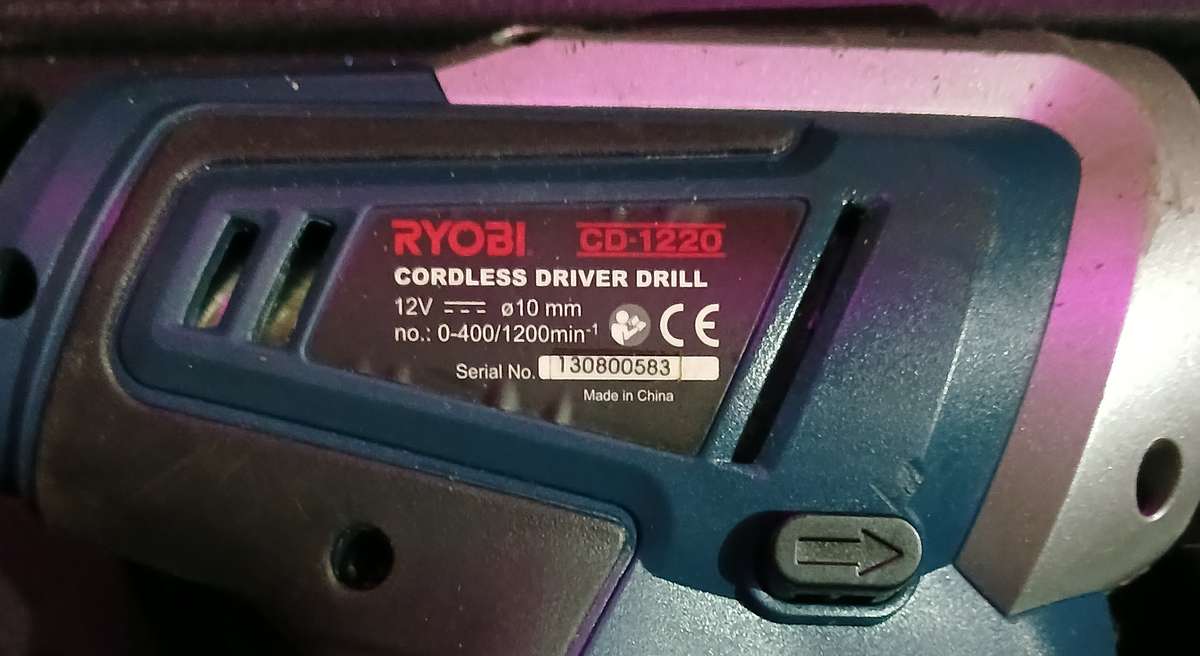 RYOBI CD-1220
CORDLESS DRIVER DRILL
12V ⎓ ø10 mm
no.: 0-400/1200min⁻¹ CE
Serial No. 130800583
Made in China